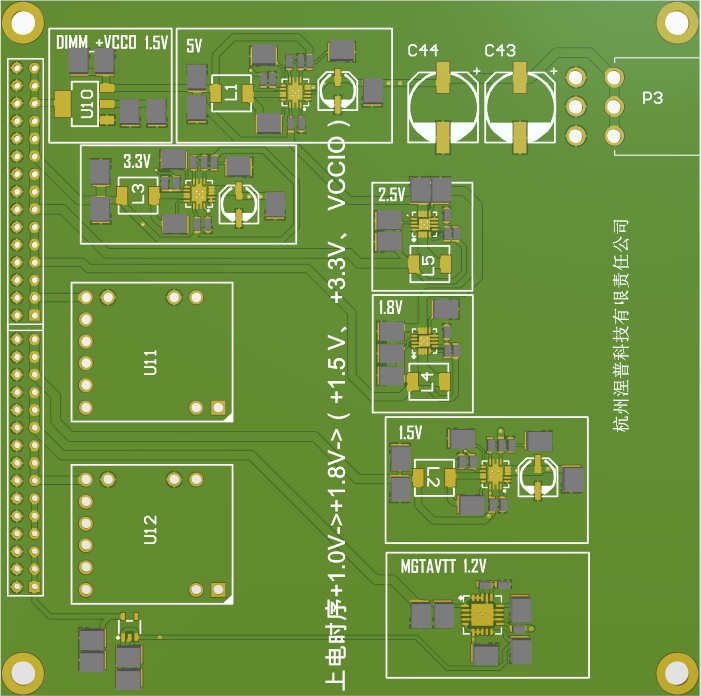 DIMM +VCCO 1.5V
5V
C44
C43
U10
L1
P3
3.3V
L3
2.5V
L5
1.8V
L4
U11
1.5V
L2
U12
MGTAVTT 1.2V
上电时序+1.0V->+1.8V->(+1.5 V、 +3.3V、 VCCIO )
杭州涅普科技有限责任公司